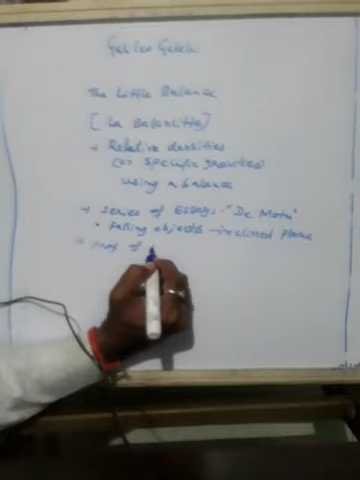 Galileo Galilei
The Little Balance
[La Balancitta]
→ Relative densities
(or specific gravities)
using a balance
→ Series of Essays - "De Motu"
• Falling objects - inclined plane
→ of